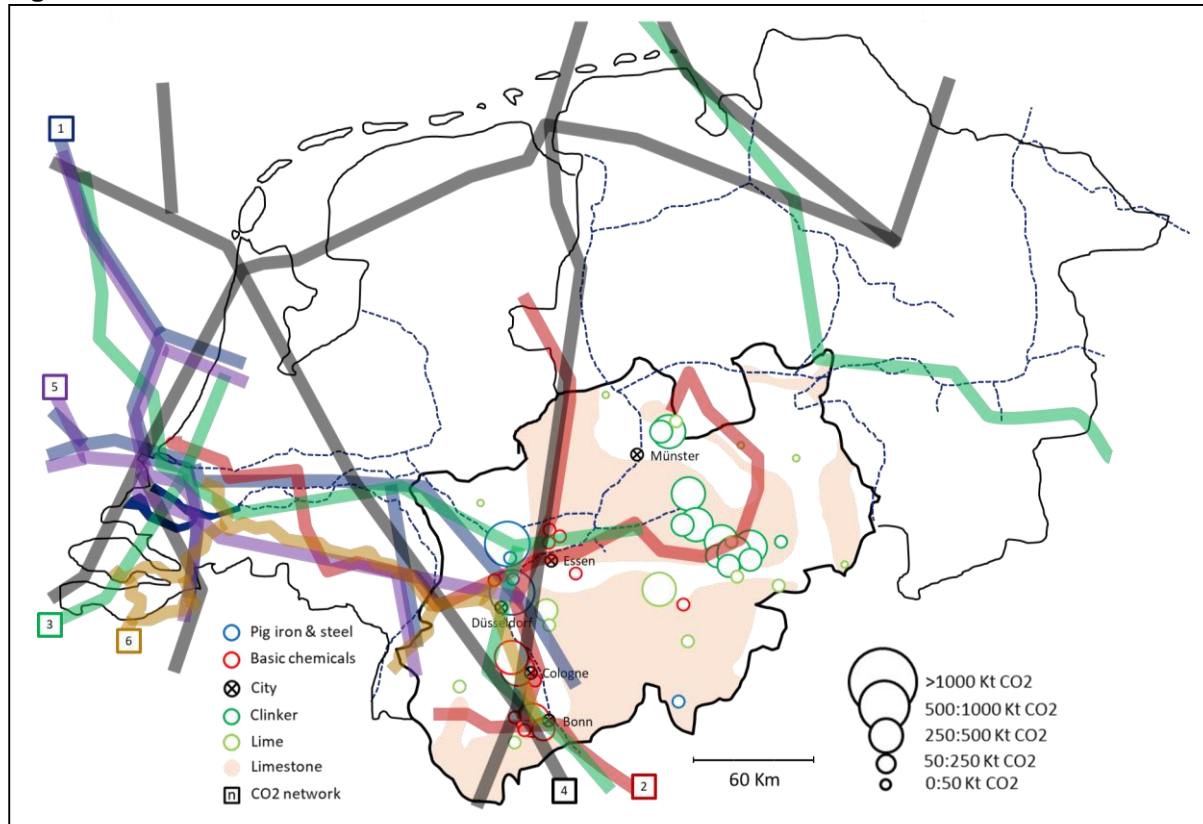 1
5
3
6
4
2
Münster
Essen
Düsseldorf
Cologne
Bonn
Pig iron & steel
Basic chemicals
City
Clinker
Lime
Limestone
n CO2 network
60 Km
>1000 Kt CO2
500:1000 Kt CO2
250:500 Kt CO2
50:250 Kt CO2
0:50 Kt CO2